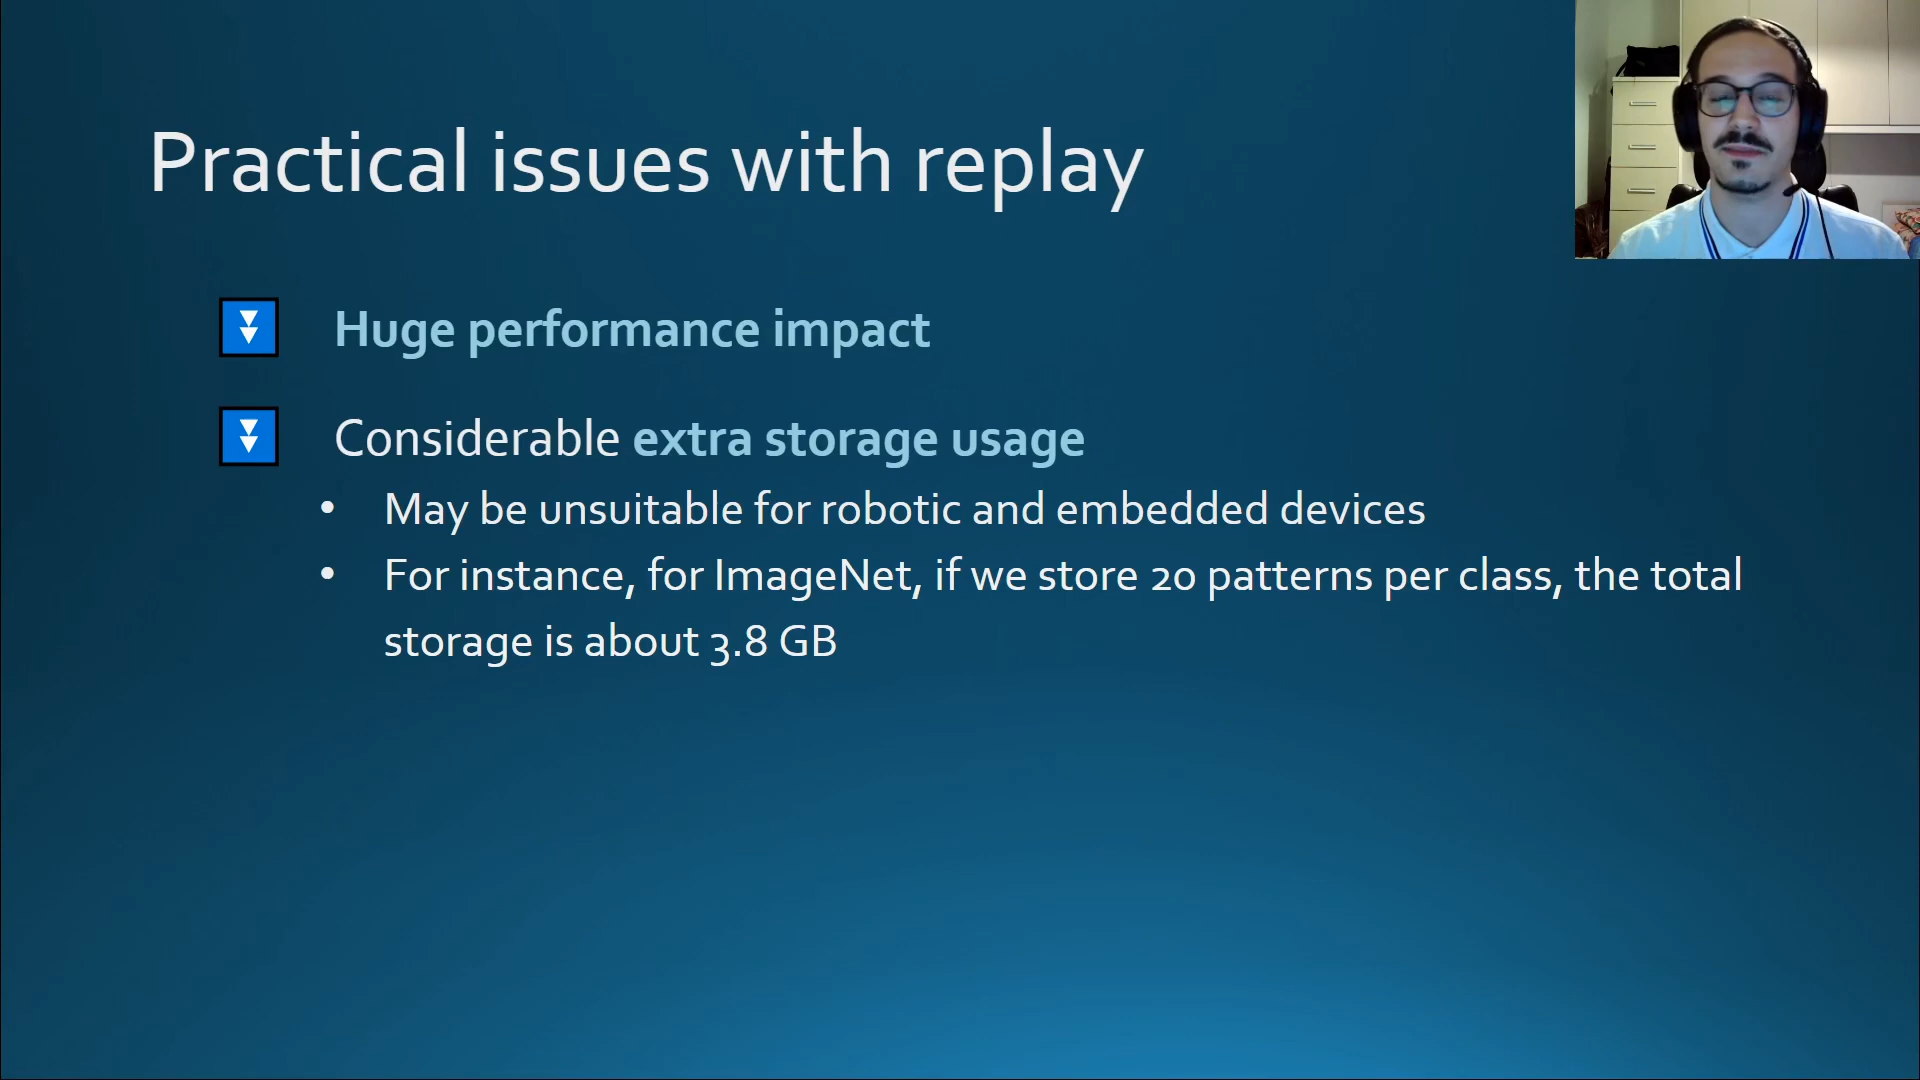 Practical issues with replay
Huge performance impact
Considerable extra storage usage
• May be unsuitable for robotic and embedded devices
• For instance, for ImageNet, if we store 20 patterns per class, the total
storage is about 3.8 GB